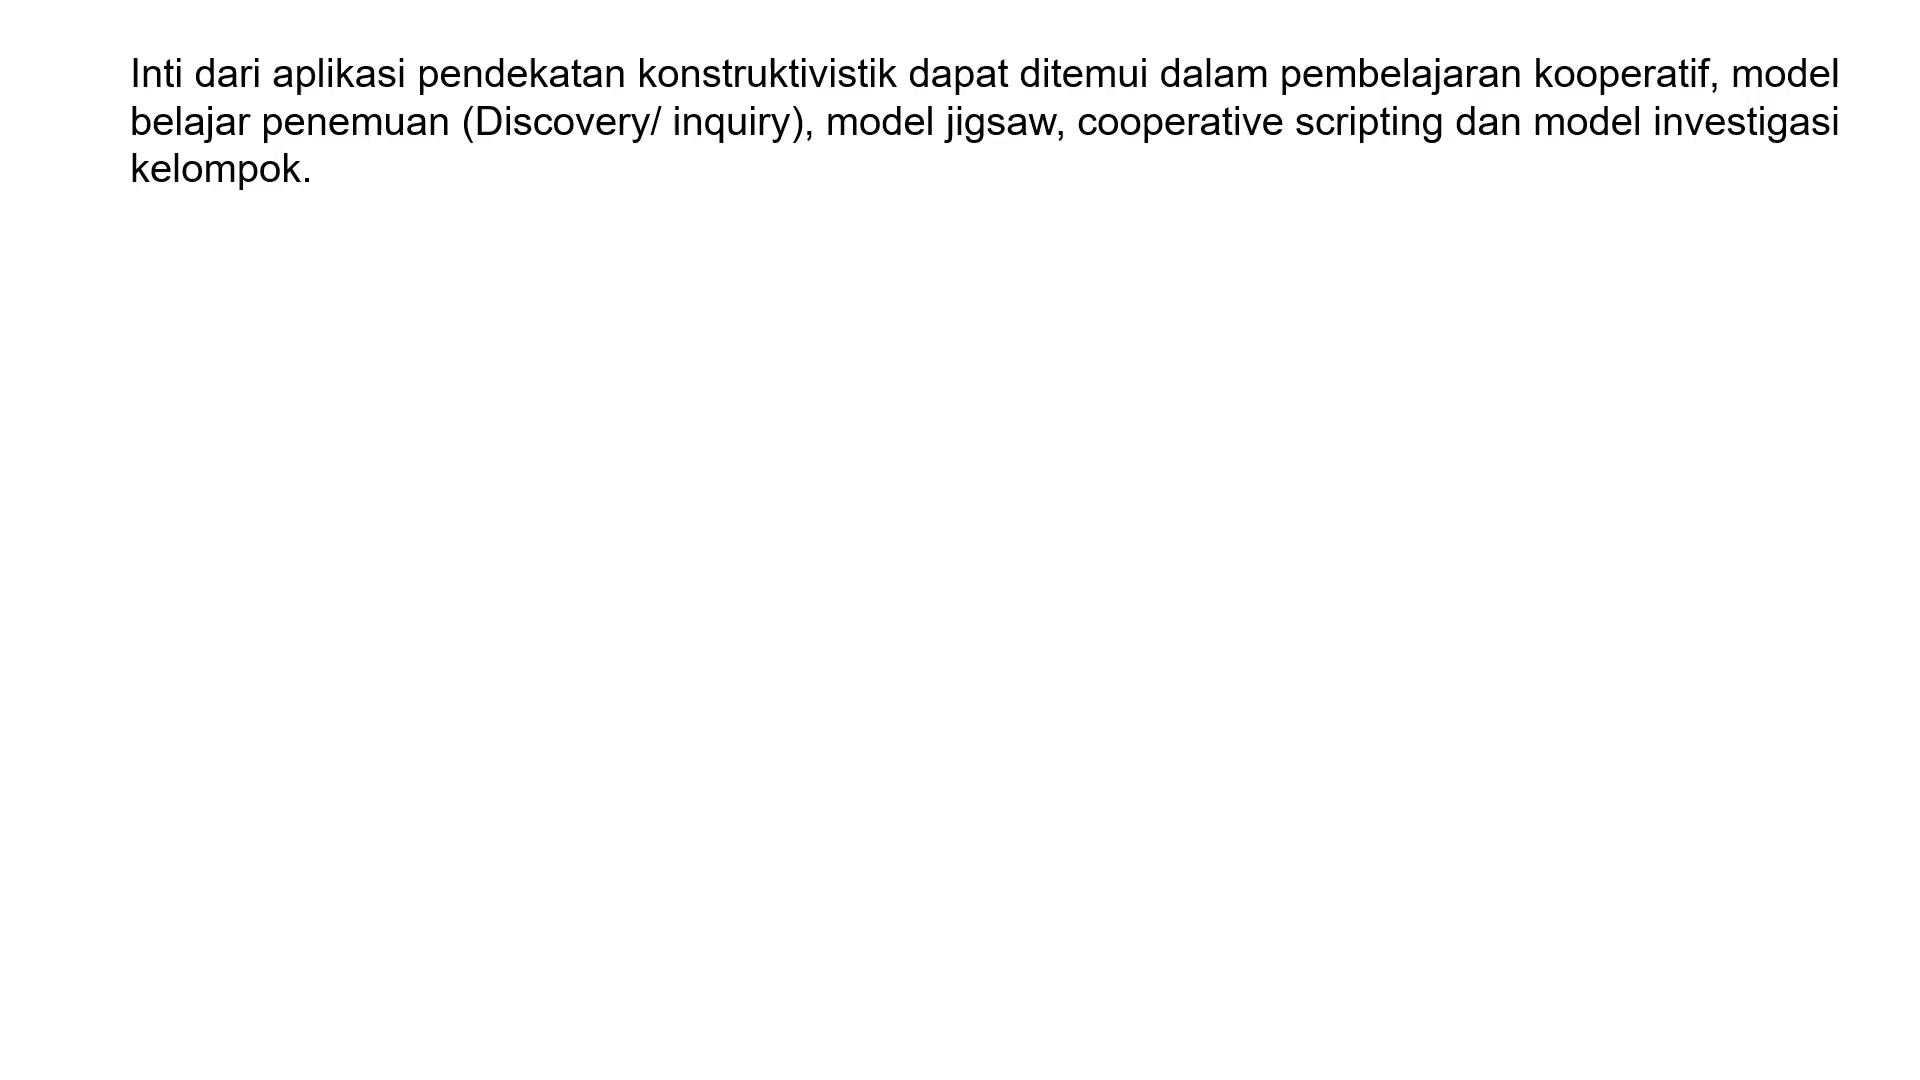 Inti dari aplikasi pendekatan konstruktivistik dapat ditemui dalam pembelajaran kooperatif, model
belajar penemuan (Discovery/ inquiry), model jigsaw, cooperative scripting dan model investigasi
kelompok.